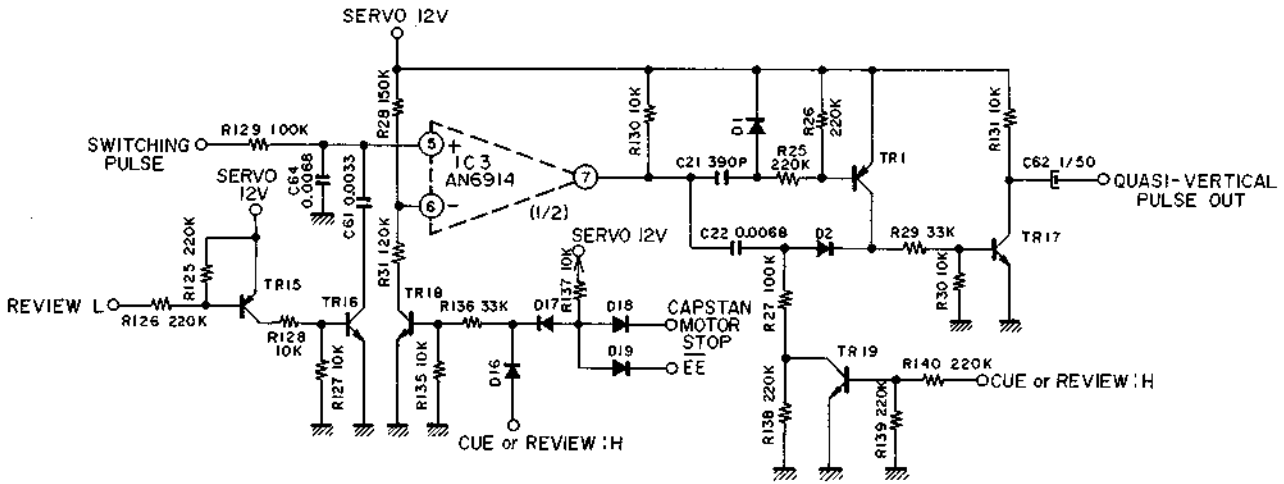 SERVO 12V
R28 150K
R130 10K
D1
R26
220K
R131 10K
R129 100K
SWITCHING
PULSE
C64
0.0068
C61 0.0033
5
+
IC3
AN6914
6
−
7
(1/2)
C21 390P
R25
220K
TR1
C62 1/50
QUASI-VERTICAL
PULSE OUT
SERVO
12V
R31 120K
SERVO 12V
C22 0.0068
D2
R29 33K
TR17
R30 10K
R125 220K
TR15
REVIEW L
R126 220K
R128
10K
TR16
R127 10K
TR18
R136 33K
R135 10K
D17
R137 10K
D18
CAPSTAN
MOTOR
STOP
D19
EE
D16
CUE or REVIEW:H
R27 100K
TR19
R140 220K
CUE or REVIEW:H
R138 220K
R139 220K